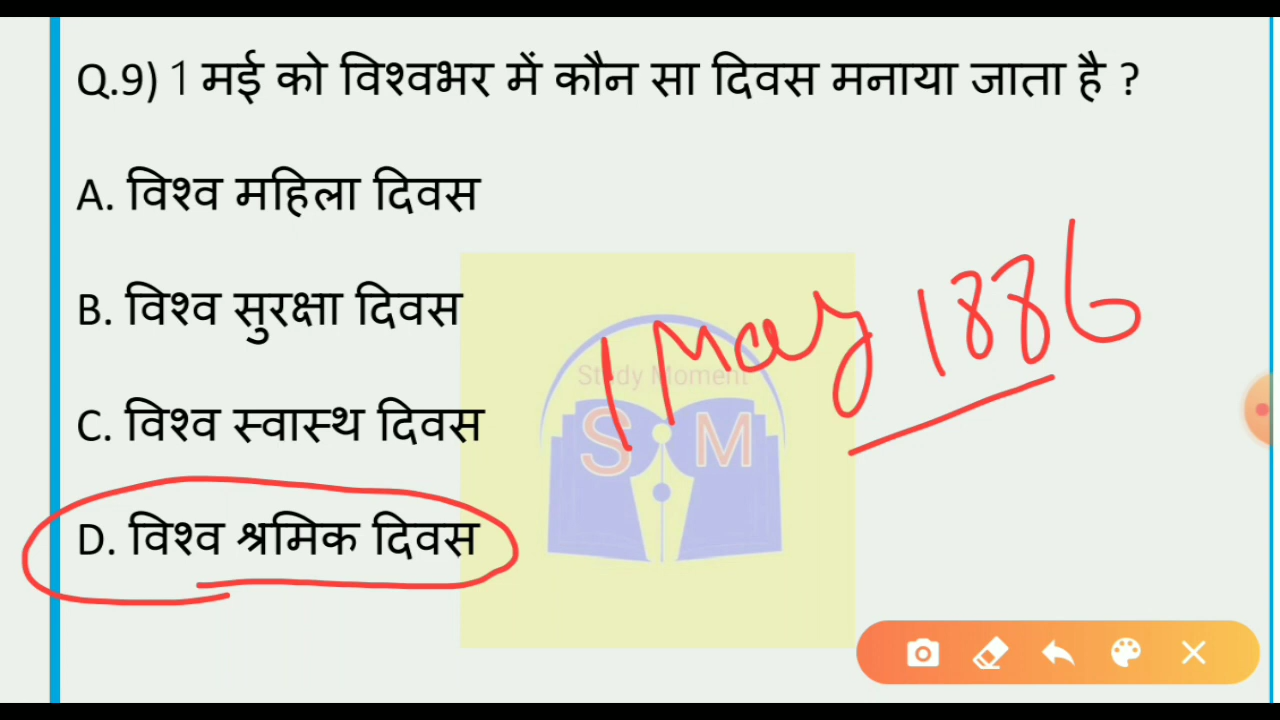 Q.9) 1 मई को विश्वभर में कौन सा दिवस मनाया जाता है ?
A. विश्व महिला दिवस
B. विश्व सुरक्षा दिवस
C. विश्व स्वास्थ दिवस
D. विश्व श्रमिक दिवस
1 May 1886
Study Moment
S M